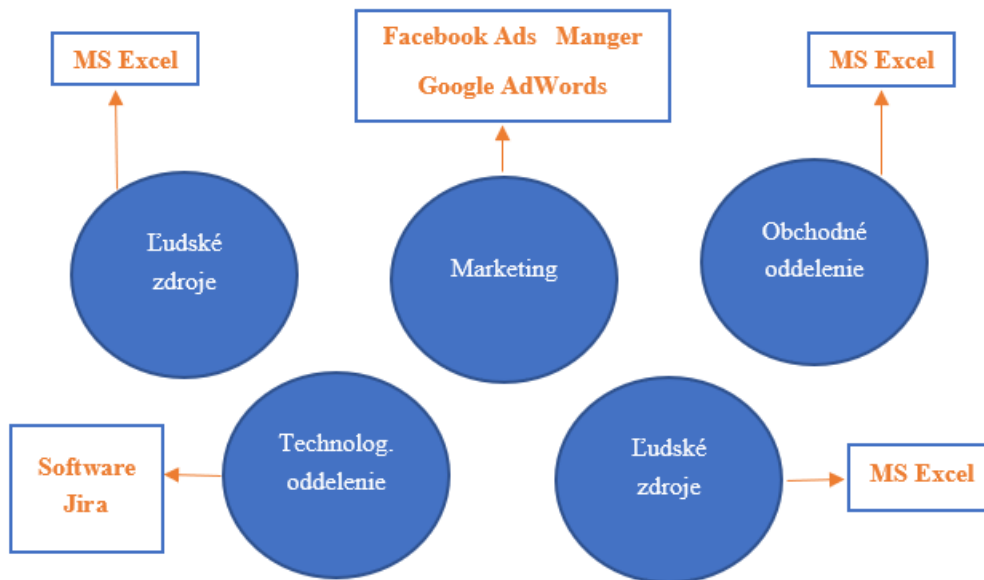 MS Excel
Facebook Ads Manger
Google AdWords
MS Excel
Ľudské
zdroje
Marketing
Obchodné
oddelenie
Software
Jira
Technolog.
oddelenie
Ľudské
zdroje
MS Excel